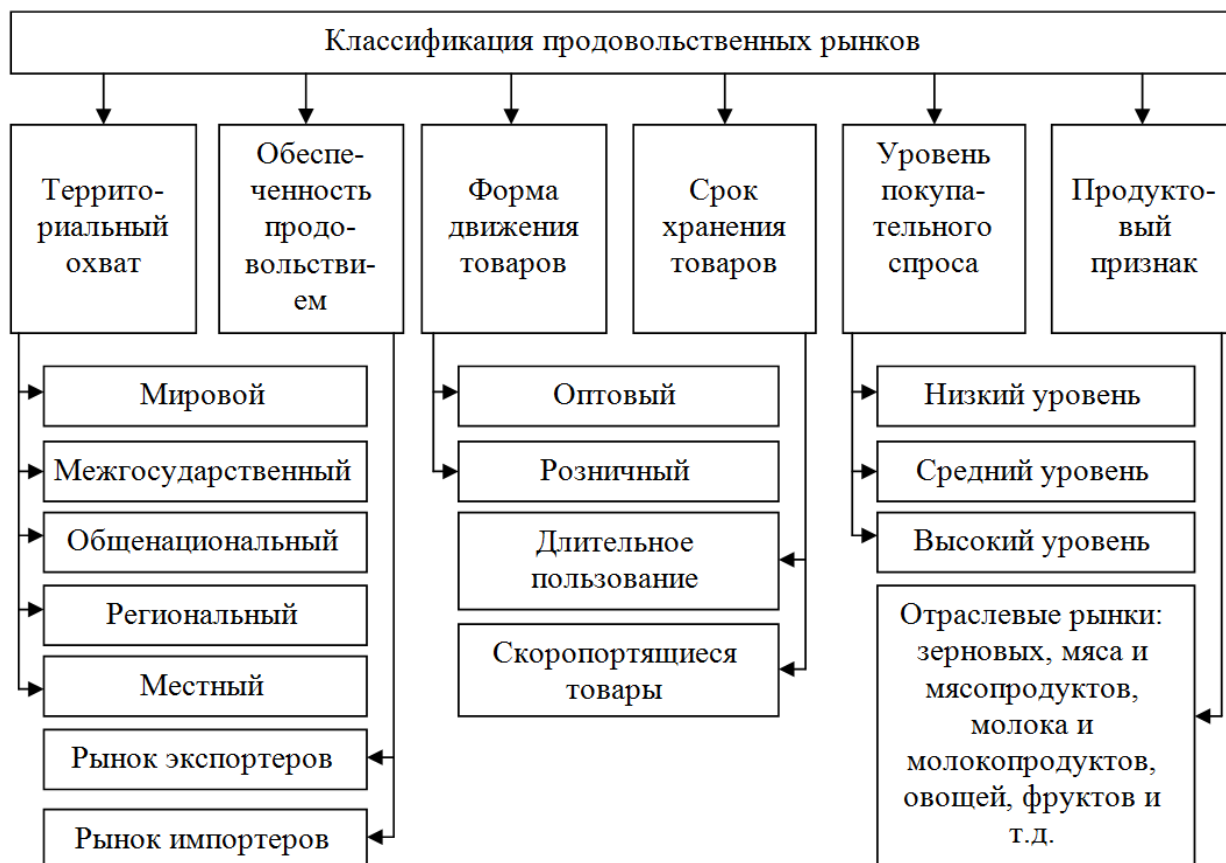 Классификация продовольственных рынков
Террито-
риальный
охват
Обеспе-
ченность
продо-
вольстви-
ем
Форма
движения
товаров
Срок
хранения
товаров
Уровень
покупа-
тельного
спроса
Продукто-
вый
признак
Мировой
Межгосударственный
Общенациональный
Региональный
Местный
Рынок экспортеров
Рынок импортеров
Оптовый
Розничный
Длительное
пользование
Скоропортящиеся
товары
Низкий уровень
Средний уровень
Высокий уровень
Отраслевые рынки:
зерновых, мяса и
мясопродуктов,
молока и
молокопродуктов,
овощей, фруктов и
т.д.